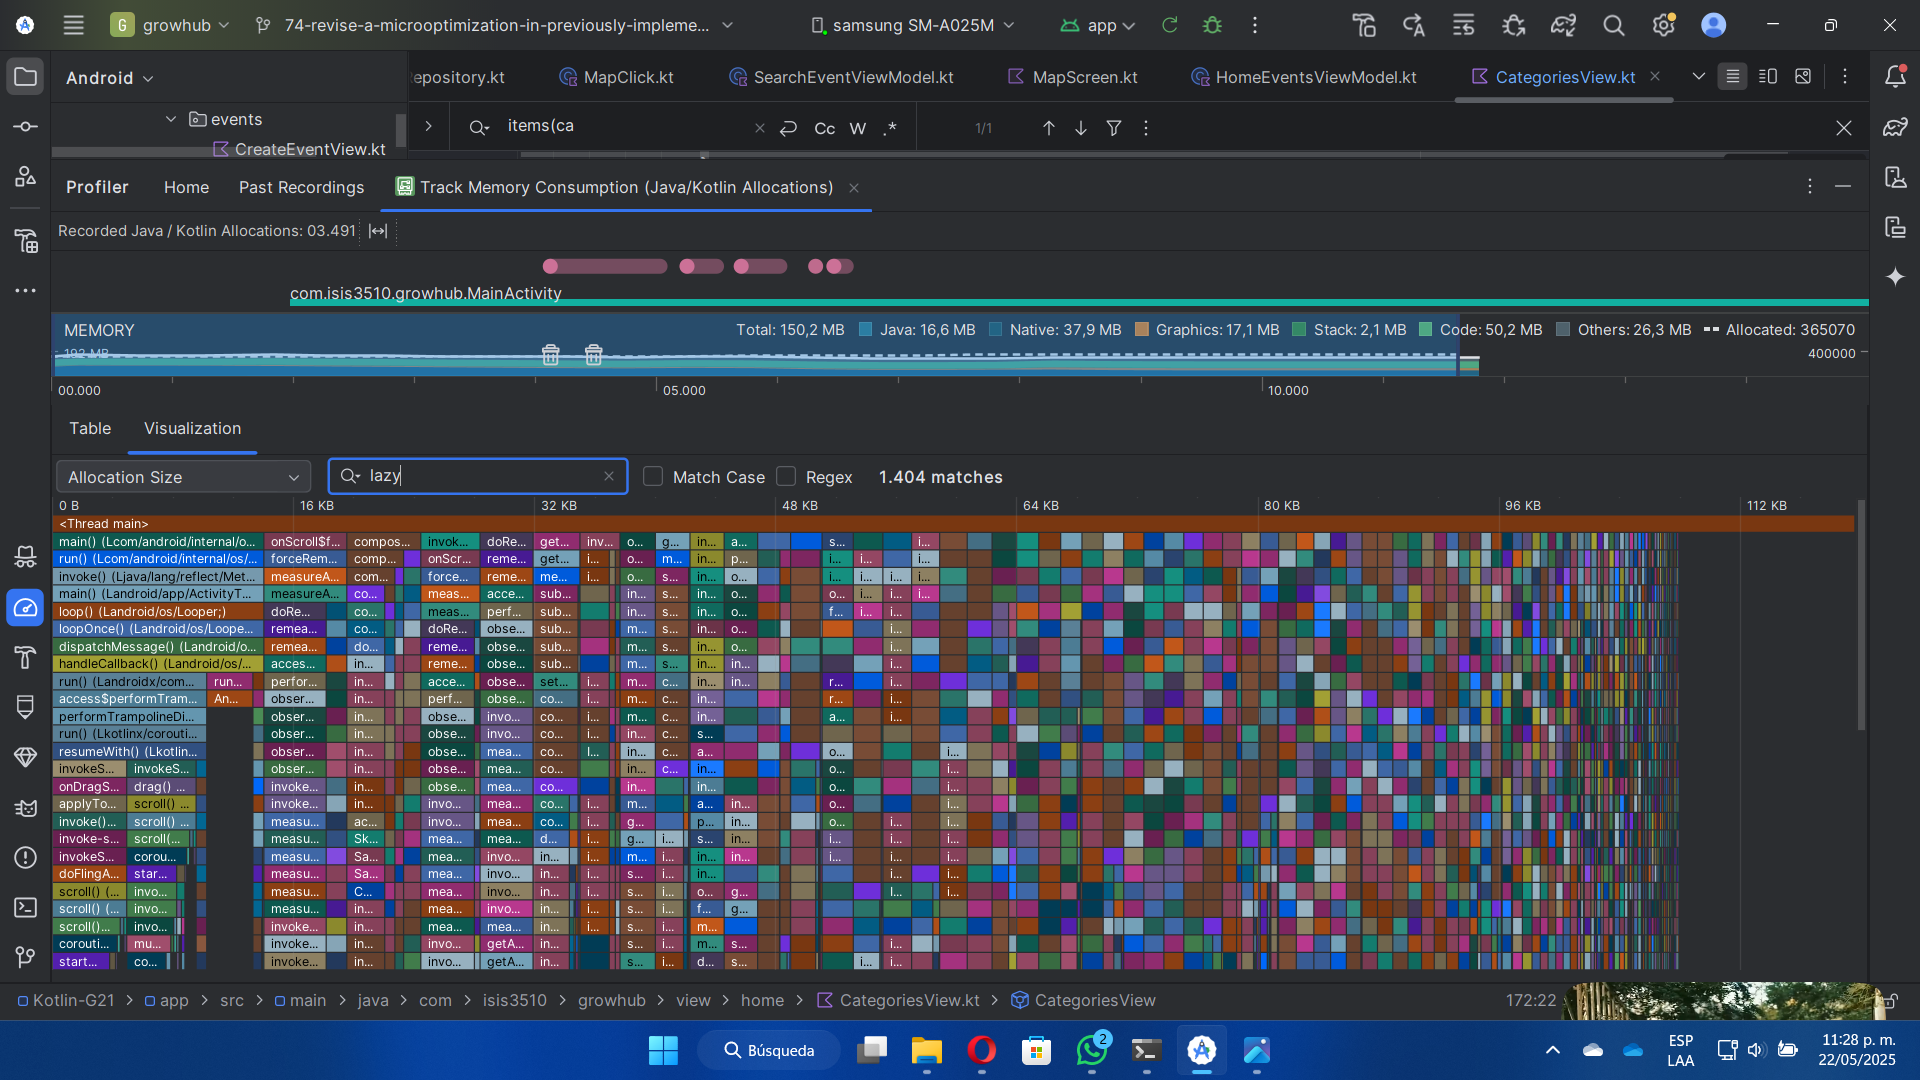 G growhub 74-revise-a-microoptimization-in-previously-impleme... samsung SM-A025M app
Android
epository.kt MapClick.kt SearchEventViewModel.kt MapScreen.kt HomeEventsViewModel.kt CategoriesView.kt
events
CreateEventView.kt
items(ca Cc W .* 1/1
Profiler Home Past Recordings Track Memory Consumption (Java/Kotlin Allocations)
Recorded Java / Kotlin Allocations: 03.491
com.isis3510.growhub.MainActivity
MEMORY Total: 150,2 MB Java: 16,6 MB Native: 37,9 MB Graphics: 17,1 MB Stack: 2,1 MB Code: 50,2 MB Others: 26,3 MB Allocated: 365070
192 MB 400000
00.000 05.000 10.000
Table Visualization
Allocation Size lazy Match Case Regex 1.404 matches
0 B 16 KB 32 KB 48 KB 64 KB 80 KB 96 KB 112 KB
<Thread main>
main() (Lcom/android/internal/o... onScroll$f... compos... invok... doRe... get... inv... o... g... in... a... s... i...
run() (Lcom/android/internal/os/... forceRem... comp... onScr... reme... get... i... o... m... in... p... i... i... i...
invoke() (Ljava/lang/reflect/Met... measureA... com... force... reme... me... i... o... s... in... o... i... i... i... i...
main() (Landroid/app/ActivityT... measureA... co... meas... acce... sub... in... s... in... o... o... i... i... i...
loop() (Landroid/os/Looper;) doRe... co... meas... perf... sub... in... s... in... o... f... i... i...
loopOnce() (Landroid/os/Loope... remea... co... doRe... obse... sub... m... s... in... o... i...
dispatchMessage() (Landroid/o... remea... do... reme... obse... sub... m... s... in... o... i...
handleCallback() (Landroid/os/... acces... in... reme... obse... sub... m... s... in... in... i...
run() (Landroidx/com... run... perfor... in... acce... obse... set... i... m... c... in... in... r... i...
access$performTram... An... obser... in... perf... obse... co... i... m... c... in... r... i...
performTrampolineDi... obser... in... obse... invo... co... i... m... c... in... a... i...
run() (Lkotlinx/corouti... obser... in... obse... invo... co... i... in... c... s...
resumeWith() (Lkotlin... obser... in... obse... mea... co... l... in... c... a... o... i...
invokeS... invokeS... obser... in... obse... mea... co... in... c... in... o... i...
onDragS... drag() ... invoke... in... obse... mea... co... i... in... in... o... i...
applyTo... scroll() ... invoke... in... invo... mea... co... i... m... a... in... o... i...
invoke()... scroll() ... measu... ac... invo... mea... co... i... g... p... in... o... i... i...
invoke-s... scroll(... measu... Sk... mea... mea... d... i... g... i... s... in... i... i... i...
invokeS... corou... measu... Sa... mea... invo... in... i... m... i... in... in... i... i... i...
doFlingA... star... measu... Sa... mea... invo... in... i... s... i... in... i... i...
scroll() (... invo... measu... C... mea... invo... in... i... s... i... o... g... l... i...
scroll() (... invo... measu... in... mea... invo... in... i... s... i... f... g...
scroll()... invo... invoke... in... mea... mea... in... i... s... i... m...
corouti... mu... invoke... in... invo... getA... in... s... i... m... s... i... i...
start... co... invoke... in... invo... getA... in... s... i... d... s... i... i...
Kotlin-G21 > app > src > main > java > com > isis3510 > growhub > view > home > CategoriesView.kt > CategoriesView 172:22
Búsqueda 2 ESP LAA 11:28 p. m. 22/05/2025